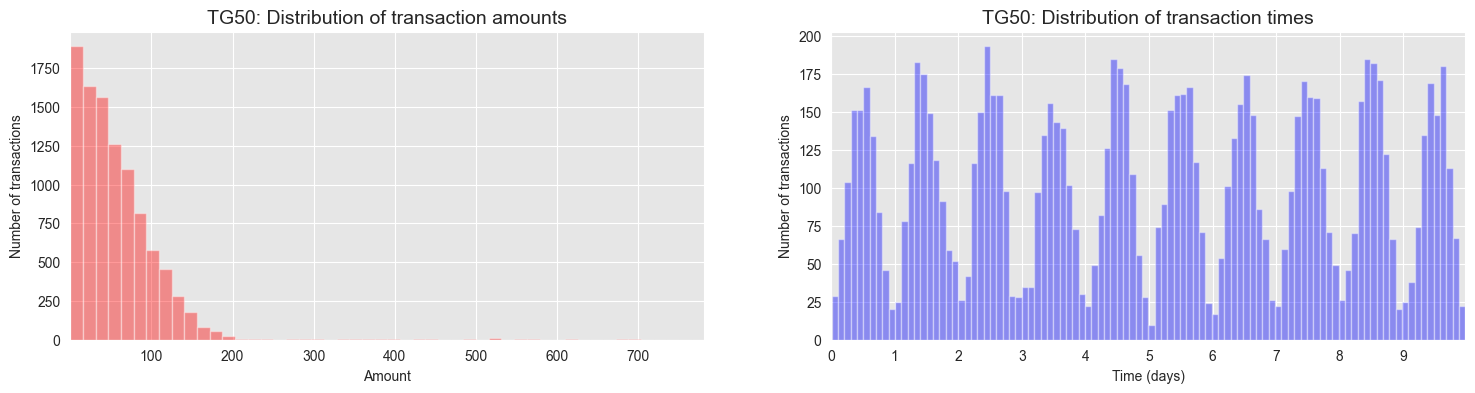 TG50: Distribution of transaction amounts
Number of transactions
1750
1500
1250
1000
750
500
250
0
100 200 300 400 500 600 700
Amount
TG50: Distribution of transaction times
Number of transactions
200
175
150
125
100
75
50
25
0
0 1 2 3 4 5 6 7 8 9
Time (days)